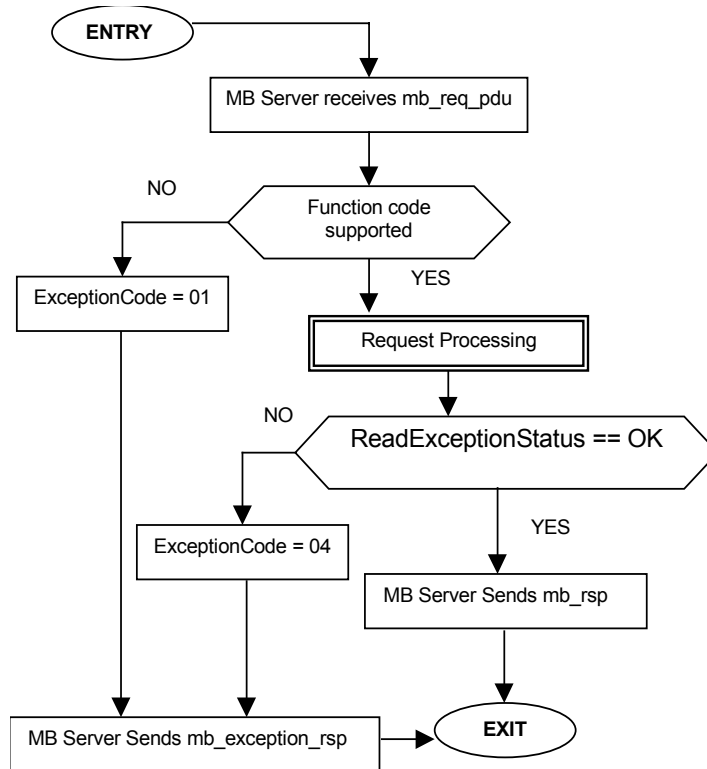 ENTRY
MB Server receives mb_req_pdu
NO
Function code
supported
YES
ExceptionCode = 01
Request Processing
NO
ReadExceptionStatus == OK
YES
ExceptionCode = 04
MB Server Sends mb_rsp
MB Server Sends mb_exception_rsp
EXIT